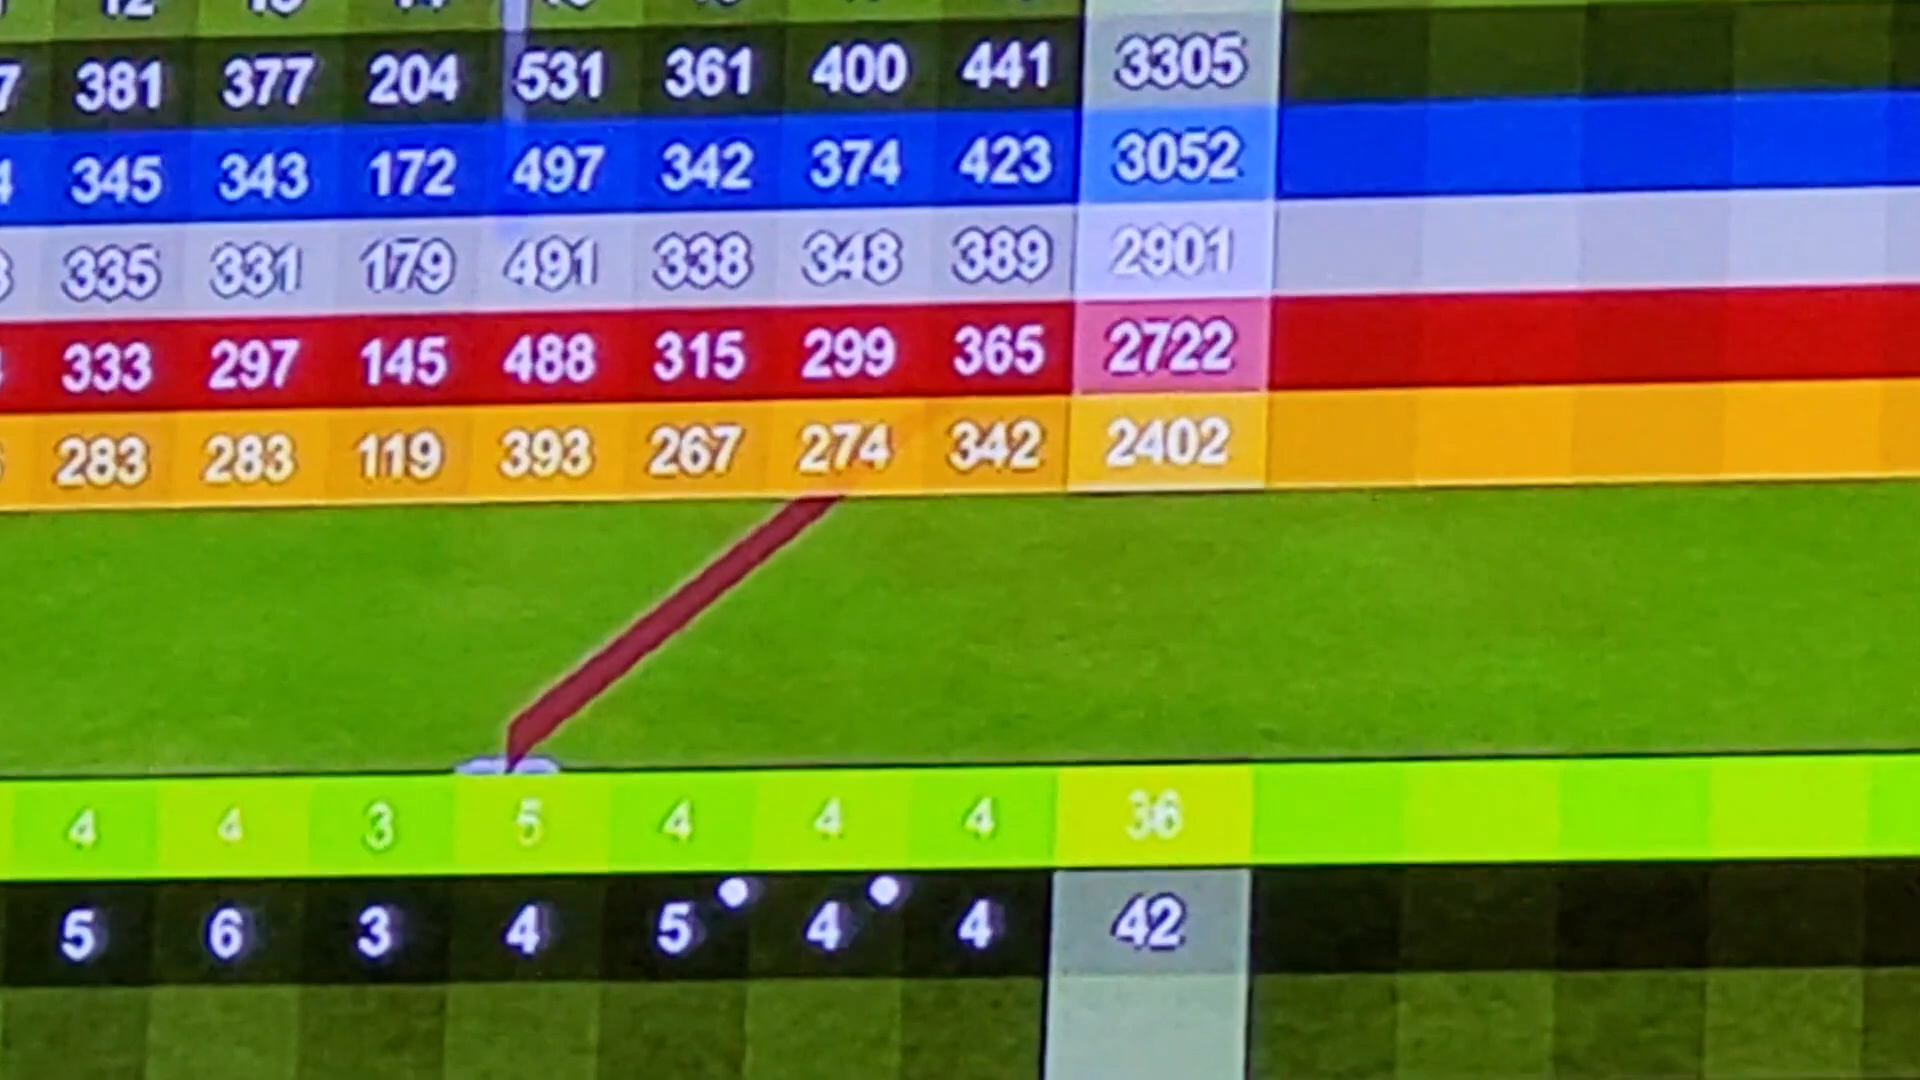 381 377 204 531 361 400 441 3305
345 343 172 497 342 374 423 3052
335 331 179 491 338 348 389 2901
333 297 145 488 315 299 365 2722
283 283 119 393 267 274 342 2402
4 4 3 5 4 4 4 36
5 6 3 4 5 4 4 42